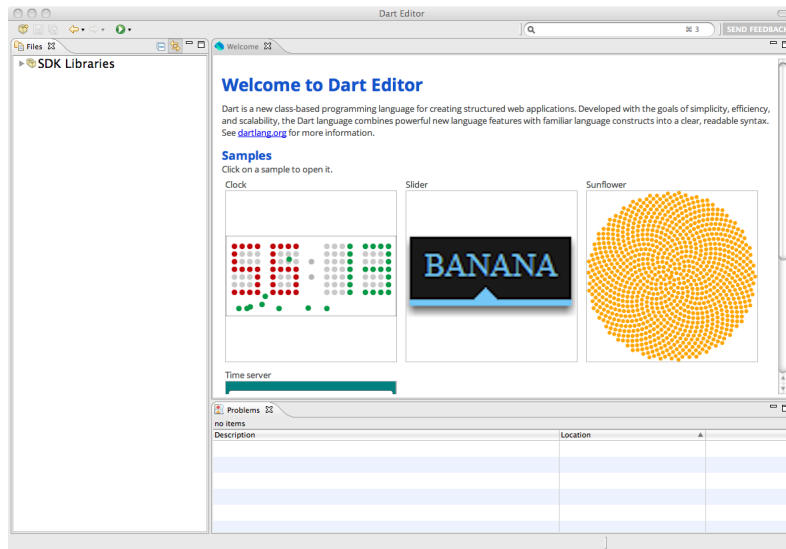 Dart Editor
⌘ 3
SEND FEEDBACK
Files
Welcome
SDK Libraries
Welcome to Dart Editor
Dart is a new class-based programming language for creating structured web applications. Developed with the goals of simplicity, efficiency,
and scalability, the Dart language combines powerful new language features with familiar language constructs into a clear, readable syntax.
See dartlang.org for more information.
Samples
Click on a sample to open it.
Clock
Slider
Sunflower
BANANA
Time server
Problems
no items
Description
Location